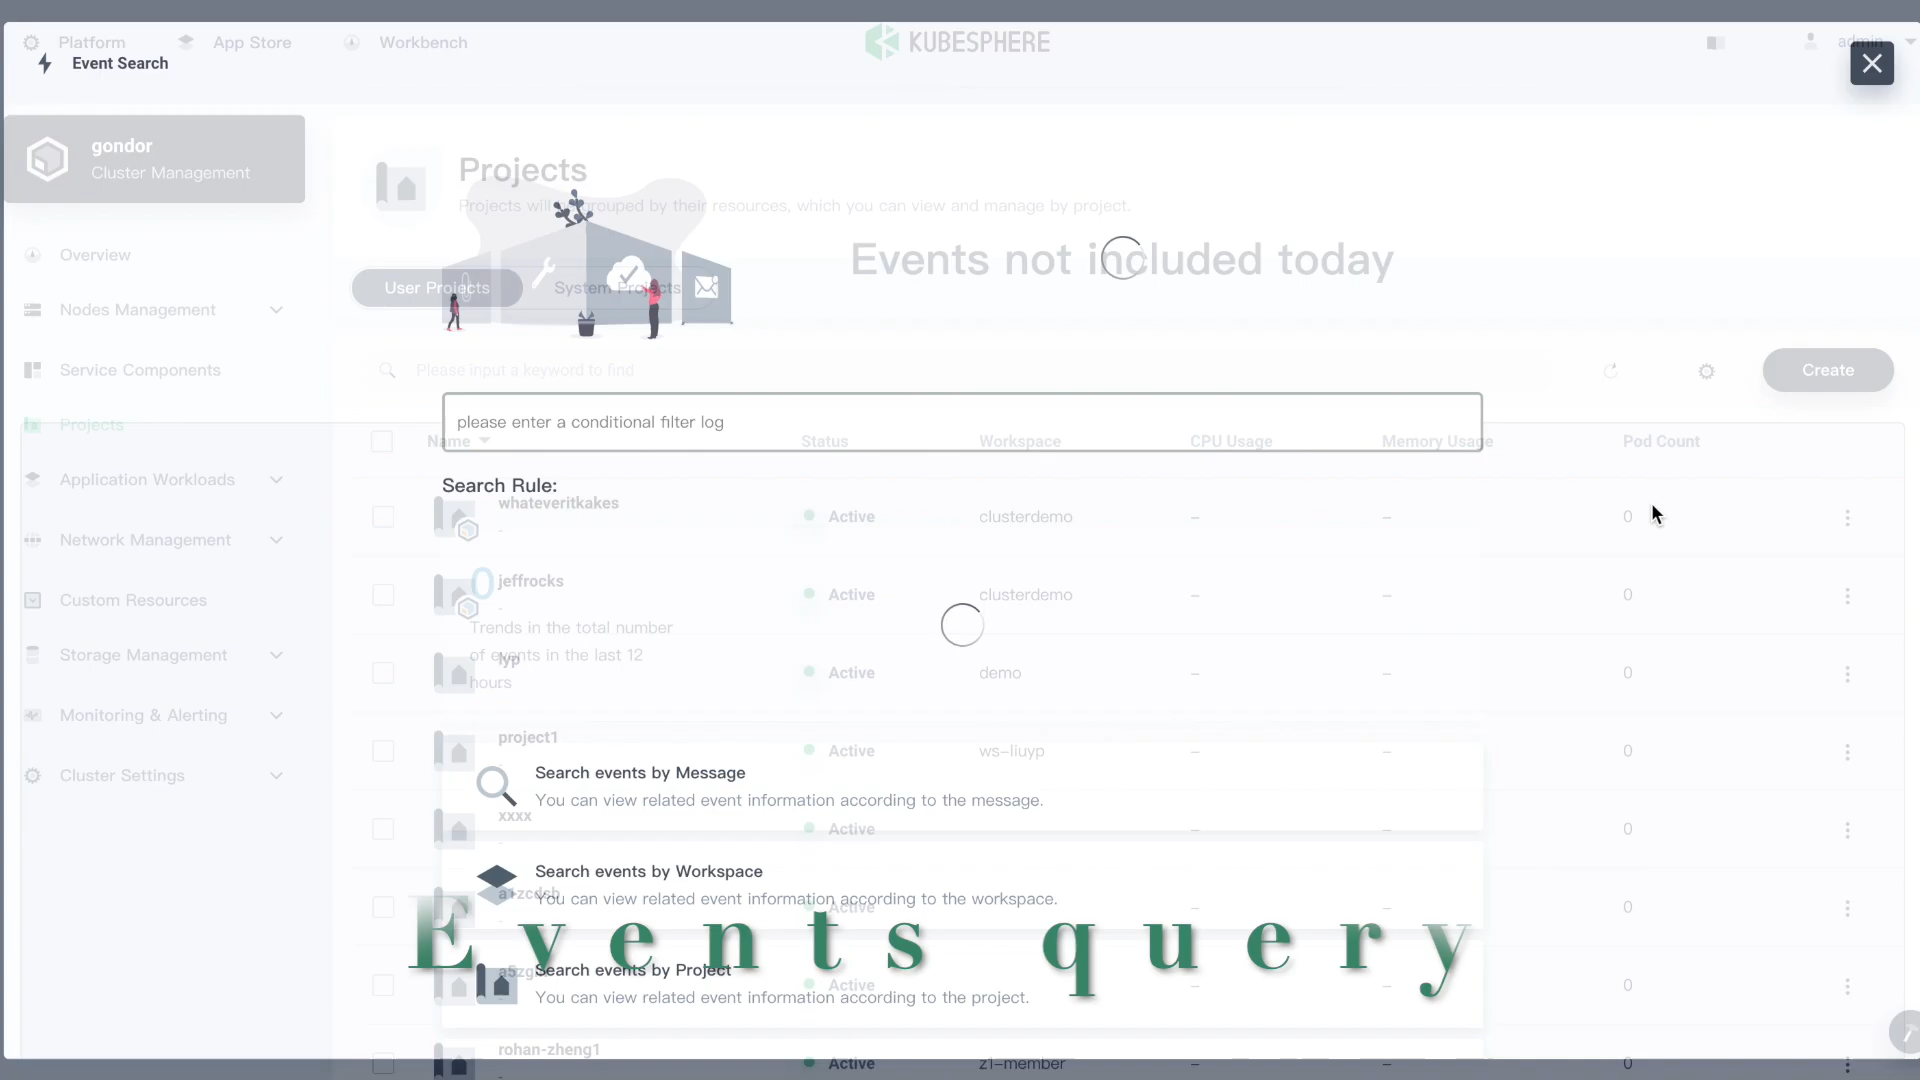 Platform
App Store
Workbench
KUBESPHERE
admin
Event Search
gondor
Cluster Management
Projects
Projects will be grouped by their resources, which you can view and manage by project.
Events not included today
Overview
User Projects
System Projects
Nodes Management
Service Components
Please input a keyword to find
Create
Projects
please enter a conditional filter log
Name
Status
Workspace
CPU Usage
Memory Usage
Pod Count
Application Workloads
Search Rule:
whateveritkakes
-
Active
clusterdemo
–
–
0
Network Management
0
jeffrocks
-
Active
clusterdemo
–
–
0
Custom Resources
Trends in the total number
of events in the last 12
hours
Storage Management
lyp
-
Active
demo
–
–
0
Monitoring & Alerting
project1
-
Active
ws-liuyp
–
–
0
Cluster Settings
Search events by Message
You can view related event information according to the message.
xxxx
-
Active
–
–
0
Search events by Workspace
You can view related event information according to the workspace.
a1zcdsb
-
Active
–
–
0
Events query
Search events by Project
You can view related event information according to the project.
Active
–
–
0
rohan-zheng1
-
Active
z1-member
–
–
0